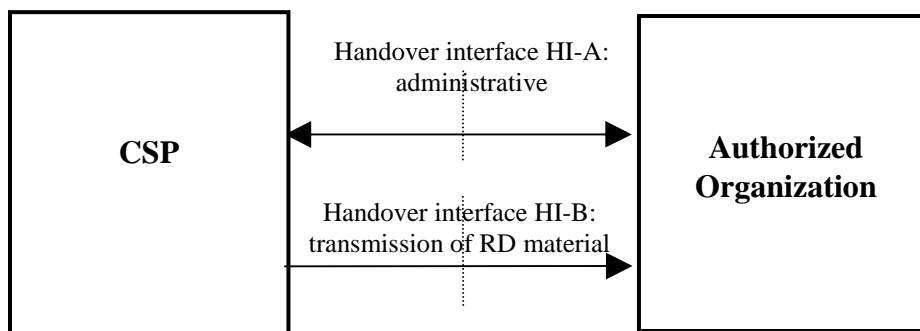 CSP
Handover interface HI-A:
administrative
Handover interface HI-B:
transmission of RD material
Authorized
Organization